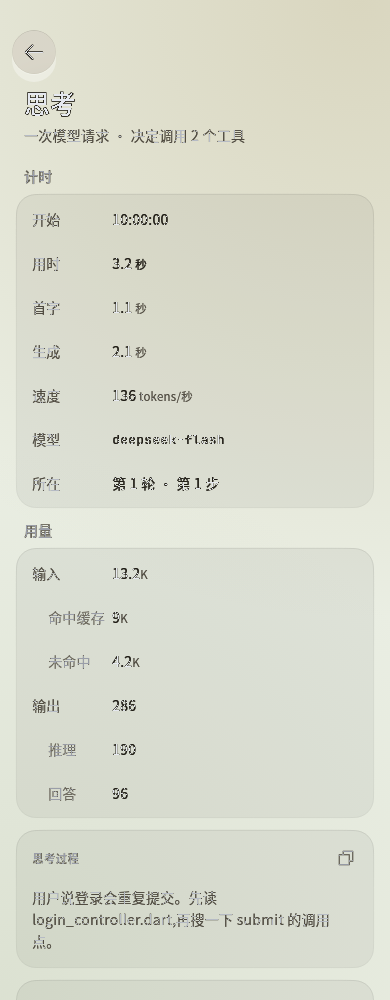 思考
一次模型请求 · 决定调用 2 个工具
计时
开始 10:00:00
用时 3.2 秒
首字 1.1 秒
生成 2.1 秒
速度 136 tokens/秒
模型 deepseek-flash
所在 第 1 轮 · 第 1 步
用量
输入 13.2K
命中缓存 9K
未命中 4.2K
输出 286
推理 190
回答 96
思考过程
用户说登录会重复提交。先读
login_controller.dart,再搜一下 submit 的调用
点。